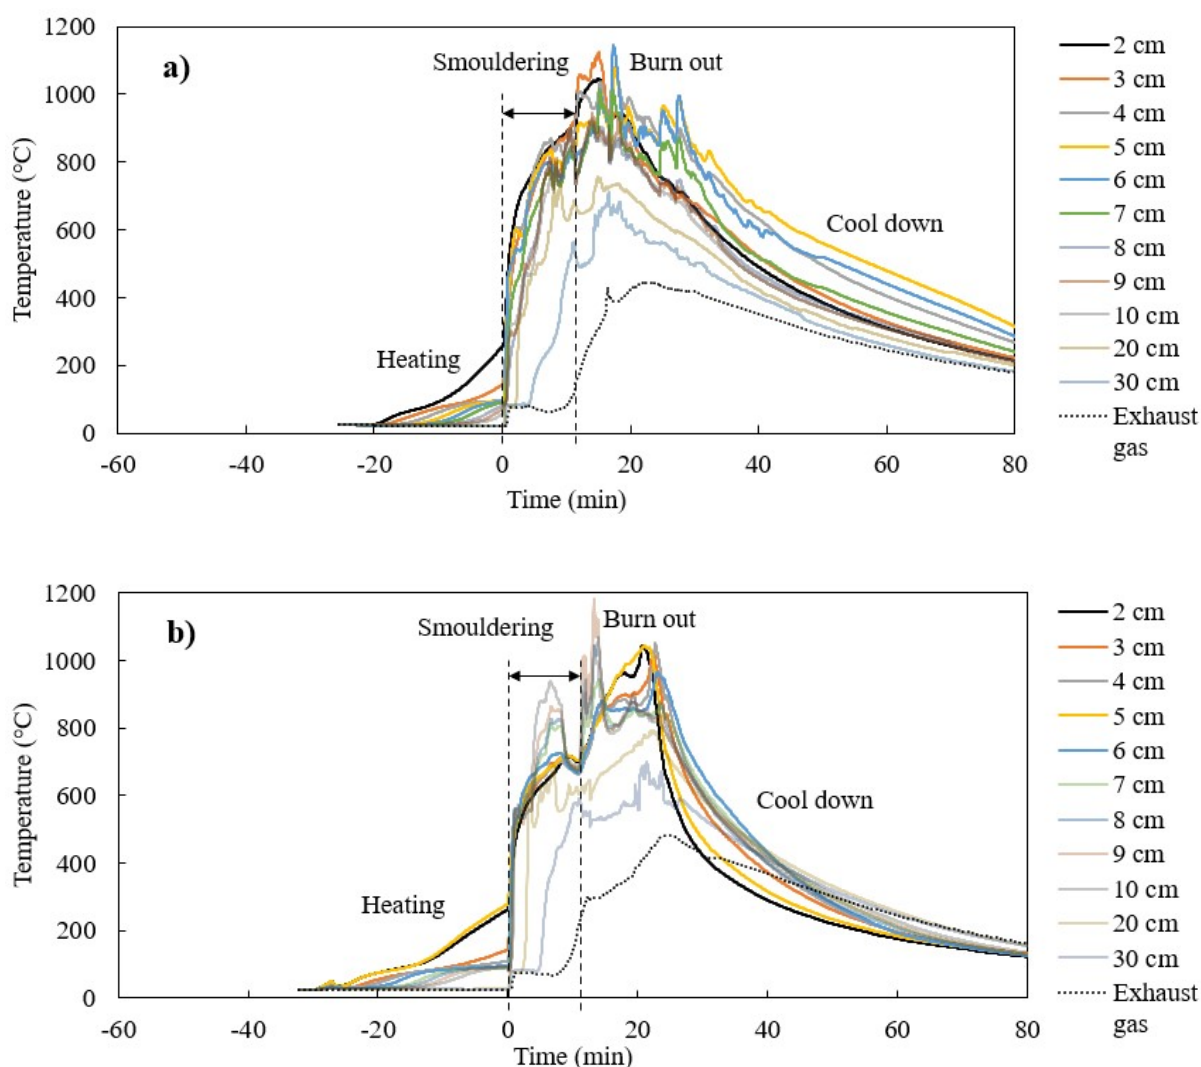 a)
Smouldering
Burn out
Cool down
Heating
1200
1000
800
600
400
200
0
Temperature (°C)
-60
-40
-20
0
20
40
60
80
Time (min)
2 cm
3 cm
4 cm
5 cm
6 cm
7 cm
8 cm
9 cm
10 cm
20 cm
30 cm
Exhaust
gas
b)
Smouldering
Burn out
Cool down
Heating
1200
1000
800
600
400
200
0
Temperature (°C)
-60
-40
-20
0
20
40
60
80
Time (min)
2 cm
3 cm
4 cm
5 cm
6 cm
7 cm
8 cm
9 cm
10 cm
20 cm
30 cm
Exhaust
gas